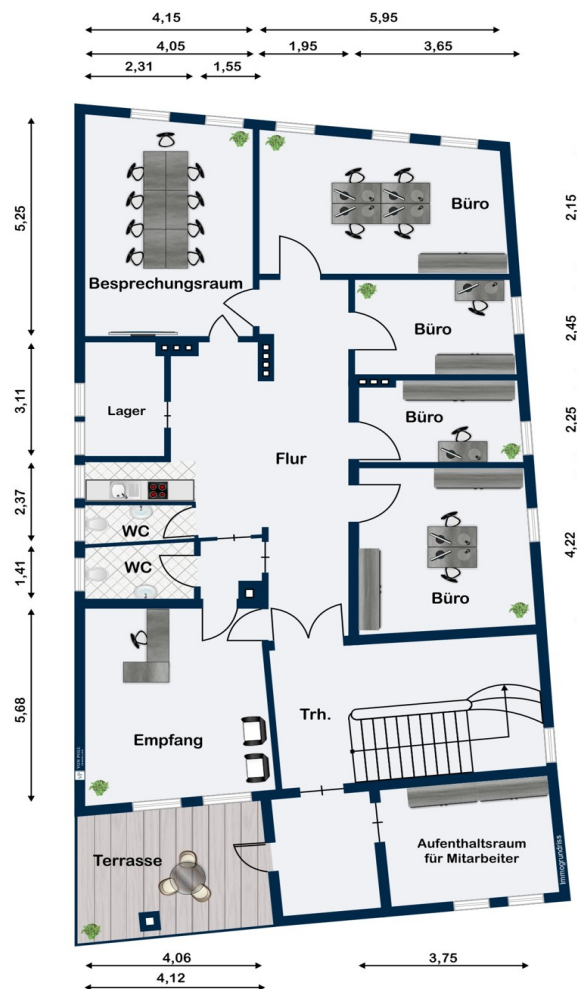 4,15
5,95
4,05
1,95
3,65
2,31
1,55
5,25
2,15
Büro
Besprechungsraum
2,45
Büro
3,11
Lager
Büro
2,25
Flur
2,37
WC
4,22
WC
1,41
Büro
5,68
Trh.
Empfang
Terrasse
Aufenthaltsraum
für Mitarbeiter
Immogrundriss
4,06
3,75
4,12